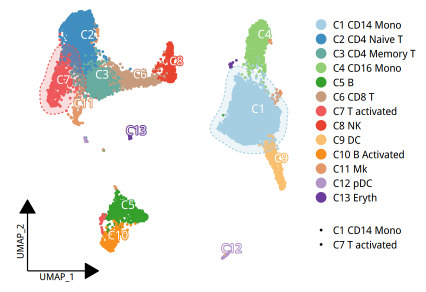 C2
C4
C8
C7
C3
C6
C11
C1
C13
C9
C5
C10
C12
UMAP_2
UMAP_1
C1 CD14 Mono
C2 CD4 Naive T
C3 CD4 Memory T
C4 CD16 Mono
C5 B
C6 CD8 T
C7 T activated
C8 NK
C9 DC
C10 B Activated
C11 Mk
C12 pDC
C13 Eryth
C1 CD14 Mono
C7 T activated